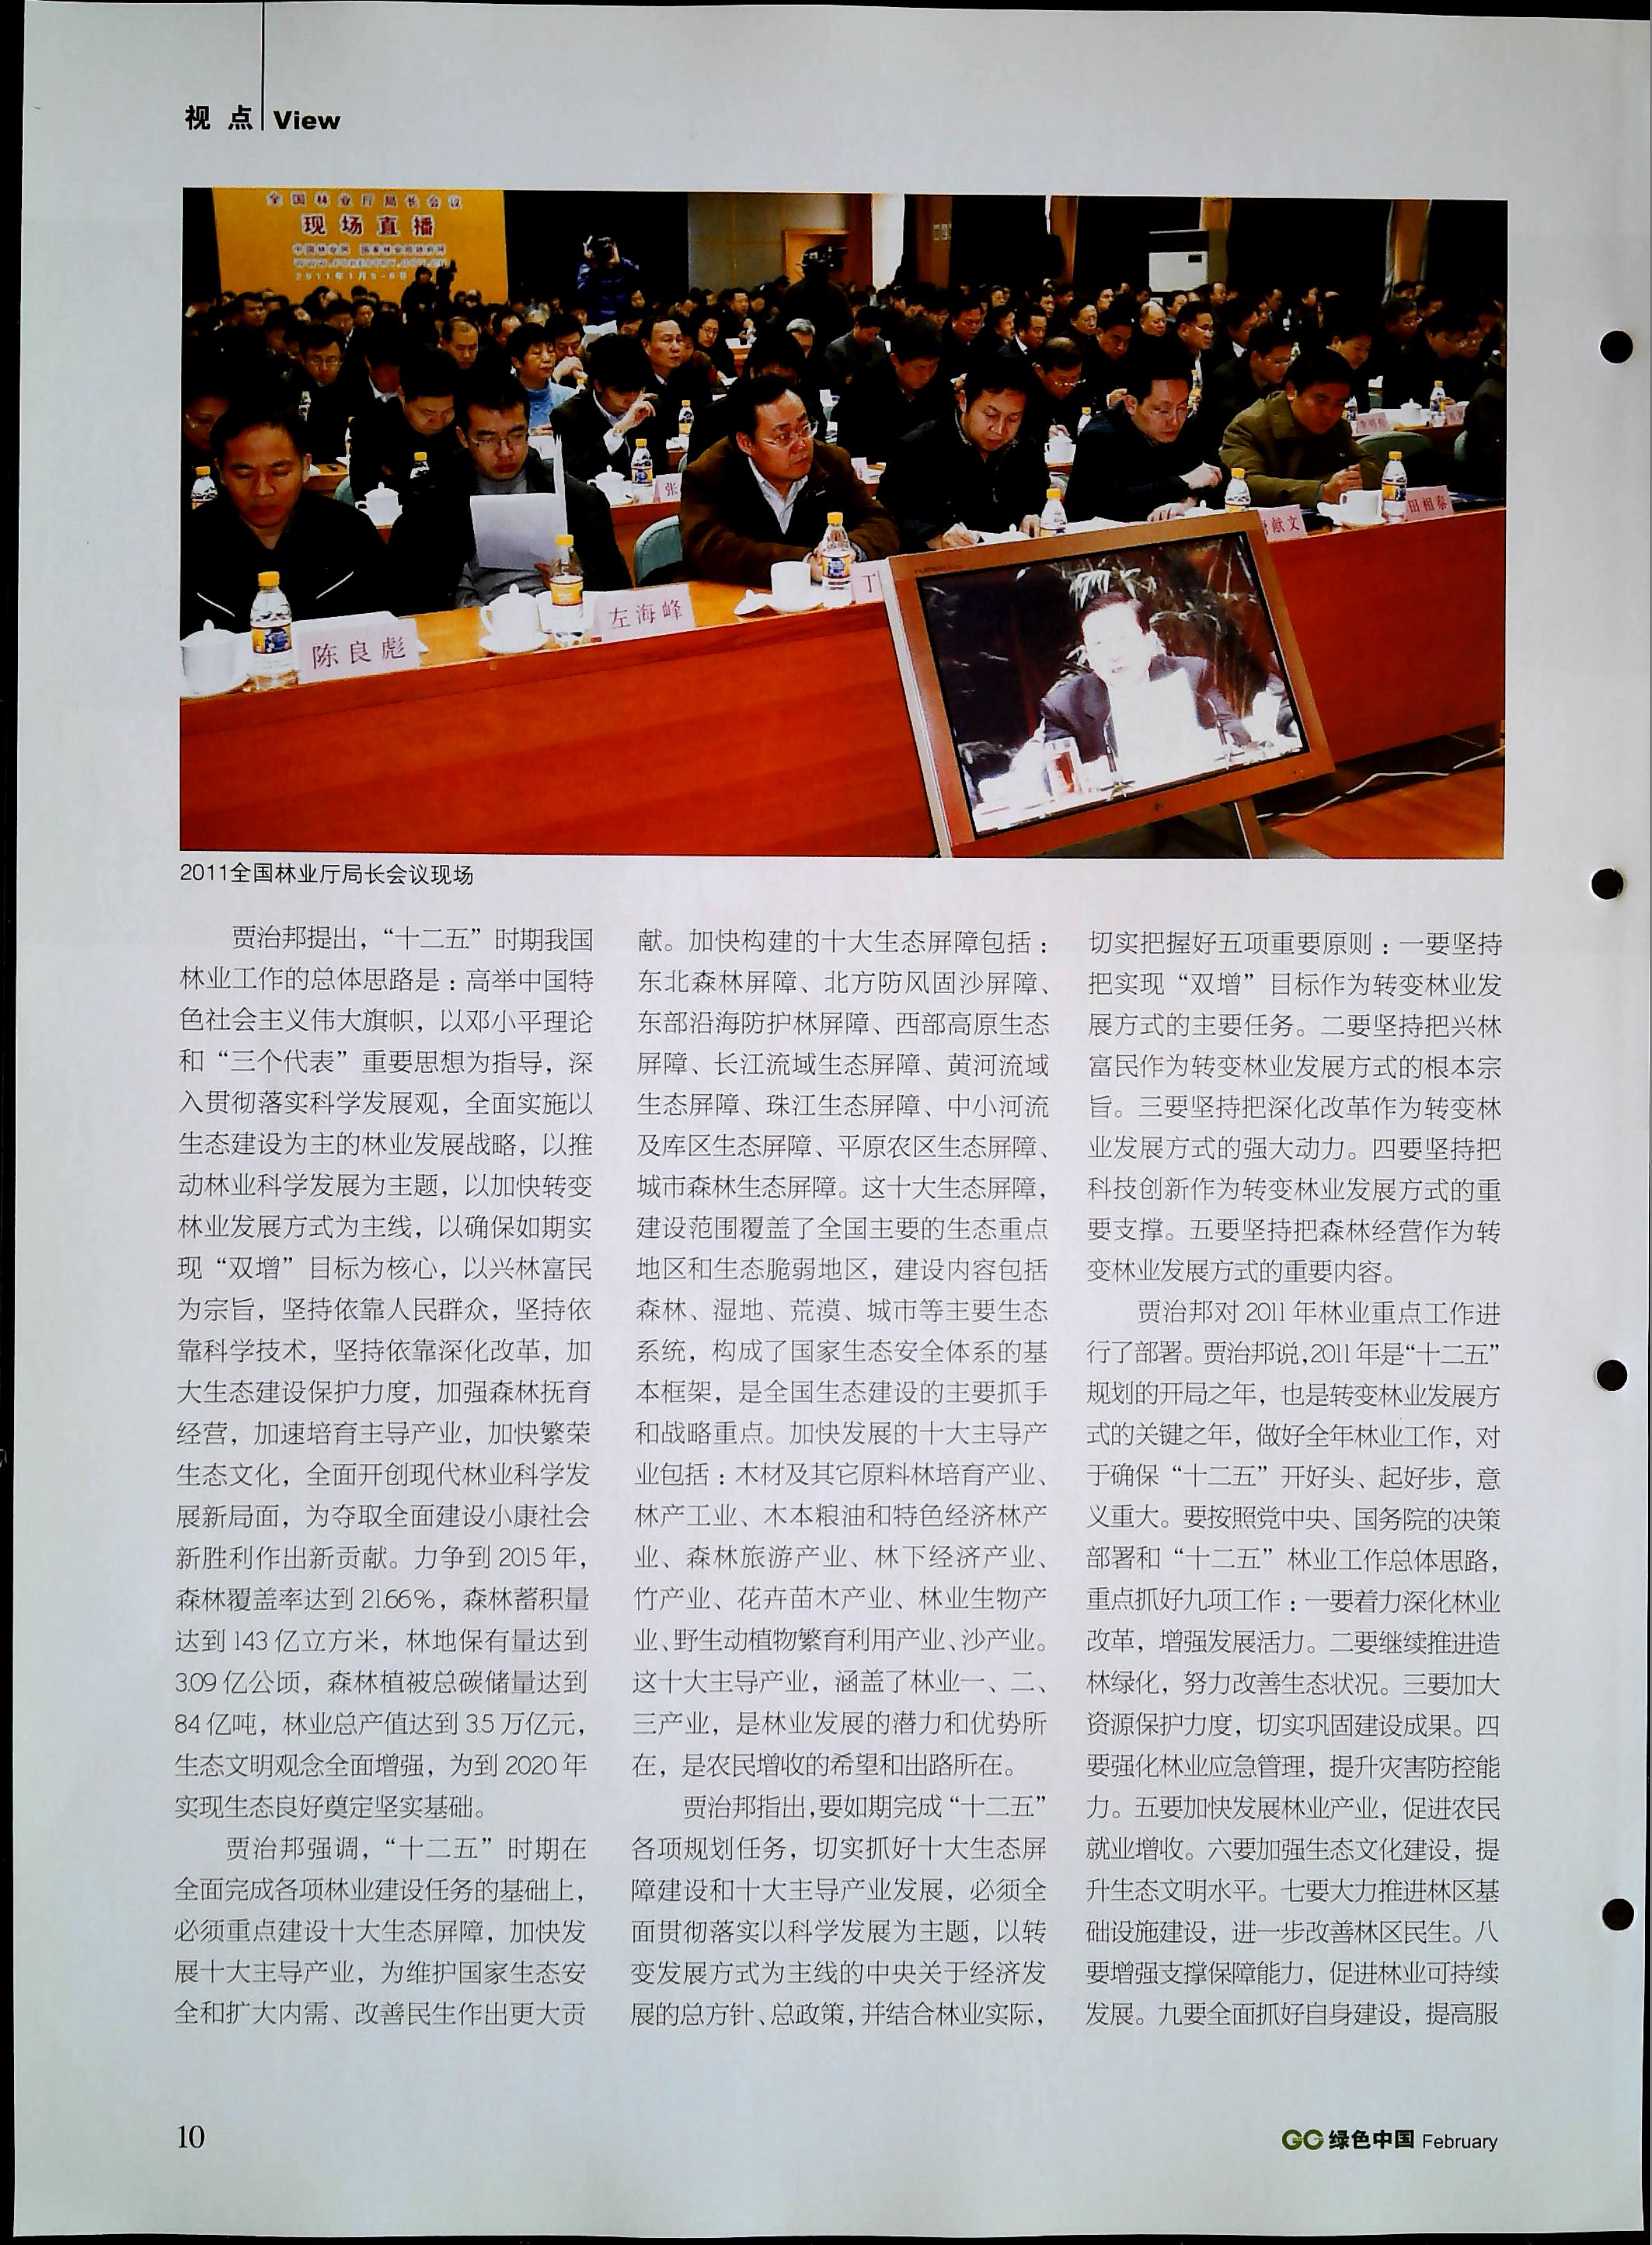 视 点 View
全国林业厅局长会议
现场直播
陈良彪
左海峰
张
丁
献文
田相泰
2011全国林业厅局长会议现场
贾治邦提出，“十二五”时期我国
林业工作的总体思路是：高举中国特
色社会主义伟大旗帜，以邓小平理论
和“三个代表”重要思想为指导，深
入贯彻落实科学发展观，全面实施以
生态建设为主的林业发展战略，以推
动林业科学发展为主题，以加快转变
林业发展方式为主线，以确保如期实
现“双增”目标为核心，以兴林富民
为宗旨，坚持依靠人民群众，坚持依
靠科学技术，坚持依靠深化改革，加
大生态建设保护力度，加强森林抚育
经营，加速培育主导产业，加快繁荣
生态文化，全面开创现代林业科学发
展新局面，为夺取全面建设小康社会
新胜利作出新贡献。力争到 2015 年，
森林覆盖率达到 21.66%，森林蓄积量
达到 143 亿立方米，林地保有量达到
3.09 亿公顷，森林植被总碳储量达到
84 亿吨，林业总产值达到 3.5 万亿元，
生态文明观念全面增强，为到 2020 年
实现生态良好奠定坚实基础。
贾治邦强调，“十二五”时期在
全面完成各项林业建设任务的基础上，
必须重点建设十大生态屏障，加快发
展十大主导产业，为维护国家生态安
全和扩大内需、改善民生作出更大贡
献。加快构建的十大生态屏障包括：
东北森林屏障、北方防风固沙屏障、
东部沿海防护林屏障、西部高原生态
屏障、长江流域生态屏障、黄河流域
生态屏障、珠江生态屏障、中小河流
及库区生态屏障、平原农区生态屏障、
城市森林生态屏障。这十大生态屏障，
建设范围覆盖了全国主要的生态重点
地区和生态脆弱地区，建设内容包括
森林、湿地、荒漠、城市等主要生态
系统，构成了国家生态安全体系的基
本框架，是全国生态建设的主要抓手
和战略重点。加快发展的十大主导产
业包括：木材及其它原料林培育产业、
林产工业、木本粮油和特色经济林产
业、森林旅游产业、林下经济产业、
竹产业、花卉苗木产业、林业生物产
业、野生动植物繁育利用产业、沙产业。
这十大主导产业，涵盖了林业一、二、
三产业，是林业发展的潜力和优势所
在，是农民增收的希望和出路所在。
贾治邦指出，要如期完成“十二五”
各项规划任务，切实抓好十大生态屏
障建设和十大主导产业发展，必须全
面贯彻落实以科学发展为主题，以转
变发展方式为主线的中央关于经济发
展的总方针、总政策，并结合林业实际，
切实把握好五项重要原则：一要坚持
把实现“双增”目标作为转变林业发
展方式的主要任务。二要坚持把兴林
富民作为转变林业发展方式的根本宗
旨。三要坚持把深化改革作为转变林
业发展方式的强大动力。四要坚持把
科技创新作为转变林业发展方式的重
要支撑。五要坚持把森林经营作为转
变林业发展方式的重要内容。
贾治邦对 2011 年林业重点工作进
行了部署。贾治邦说，2011 年是“十二五”
规划的开局之年，也是转变林业发展方
式的关键之年，做好全年林业工作，对
于确保“十二五”开好头、起好步，意
义重大。要按照党中央、国务院的决策
部署和“十二五”林业工作总体思路，
重点抓好九项工作：一要着力深化林业
改革，增强发展活力。二要继续推进造
林绿化，努力改善生态状况。三要加大
资源保护力度，切实巩固建设成果。四
要强化林业应急管理，提升灾害防控能
力。五要加快发展林业产业，促进农民
就业增收。六要加强生态文化建设，提
升生态文明水平。七要大力推进林区基
础设施建设，进一步改善林区民生。八
要增强支撑保障能力，促进林业可持续
发展。九要全面抓好自身建设，提高服
10
GC 绿色中国 February